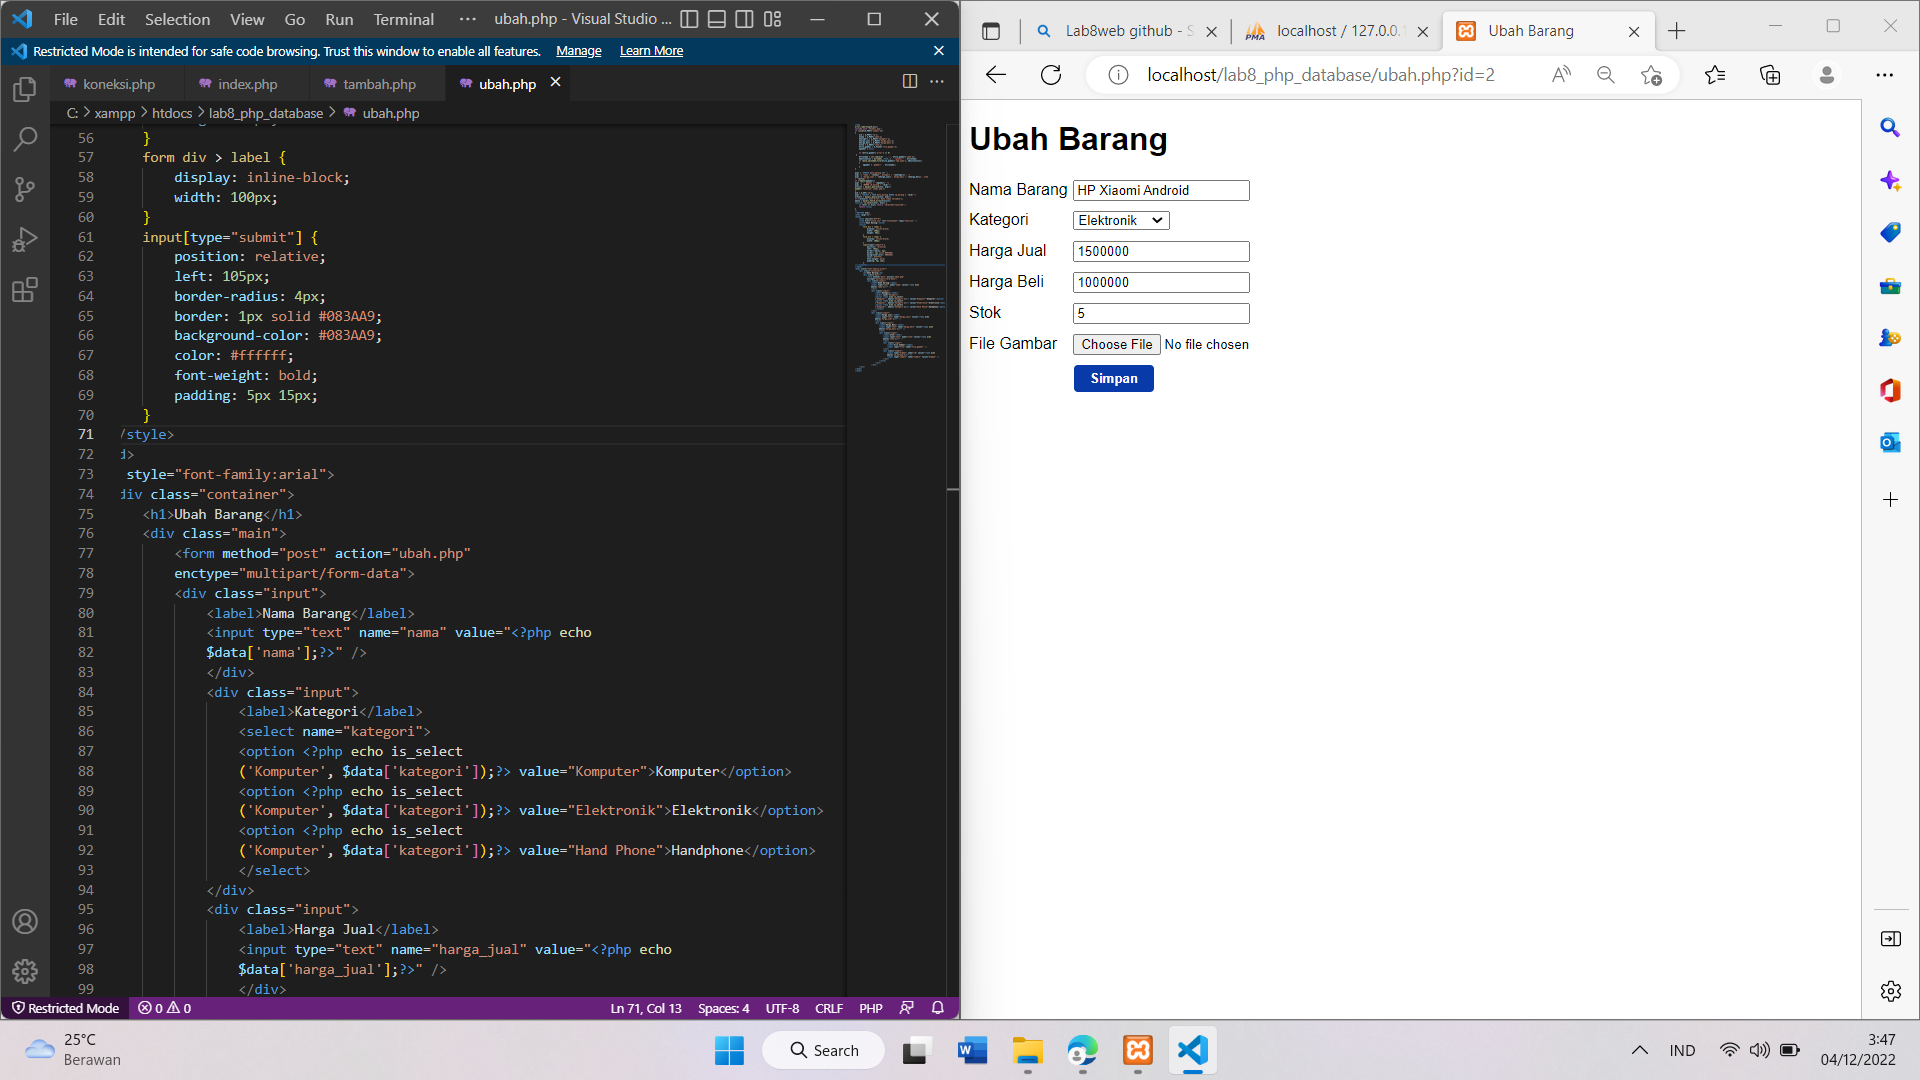 File Edit Selection View Go Run Terminal ··· ubah.php - Visual Studio ...
Restricted Mode is intended for safe code browsing. Trust this window to enable all features. Manage Learn More
koneksi.php index.php tambah.php ubah.php
C: > xampp > htdocs > lab8_php_database > ubah.php
56 }
57 form div > label {
58 display: inline-block;
59 width: 100px;
60 }
61 input[type="submit"] {
62 position: relative;
63 left: 105px;
64 border-radius: 4px;
65 border: 1px solid #083AA9;
66 background-color: #083AA9;
67 color: #ffffff;
68 font-weight: bold;
69 padding: 5px 15px;
70 }
71 /style>
72 d>
73 style="font-family:arial">
74 div class="container">
75 <h1>Ubah Barang</h1>
76 <div class="main">
77 <form method="post" action="ubah.php"
78 enctype="multipart/form-data">
79 <div class="input">
80 <label>Nama Barang</label>
81 <input type="text" name="nama" value="<?php echo
82 $data['nama'];?>" />
83 </div>
84 <div class="input">
85 <label>Kategori</label>
86 <select name="kategori">
87 <option <?php echo is_select
88 ('Komputer', $data['kategori']);?> value="Komputer">Komputer</option>
89 <option <?php echo is_select
90 ('Komputer', $data['kategori']);?> value="Elektronik">Elektronik</option>
91 <option <?php echo is_select
92 ('Komputer', $data['kategori']);?> value="Hand Phone">Handphone</option>
93 </select>
94 </div>
95 <div class="input">
96 <label>Harga Jual</label>
97 <input type="text" name="harga_jual" value="<?php echo
98 $data['harga_jual'];?>" />
99 </div>
Restricted Mode 0 0 Ln 71, Col 13 Spaces: 4 UTF-8 CRLF PHP
Lab8web github - S localhost / 127.0.0.1 Ubah Barang
localhost/lab8_php_database/ubah.php?id=2
Ubah Barang
Nama Barang HP Xiaomi Android
Kategori Elektronik
Harga Jual 1500000
Harga Beli 1000000
Stok 5
File Gambar Choose File No file chosen
Simpan
25°C
Berawan
Search
IND
3:47
04/12/2022